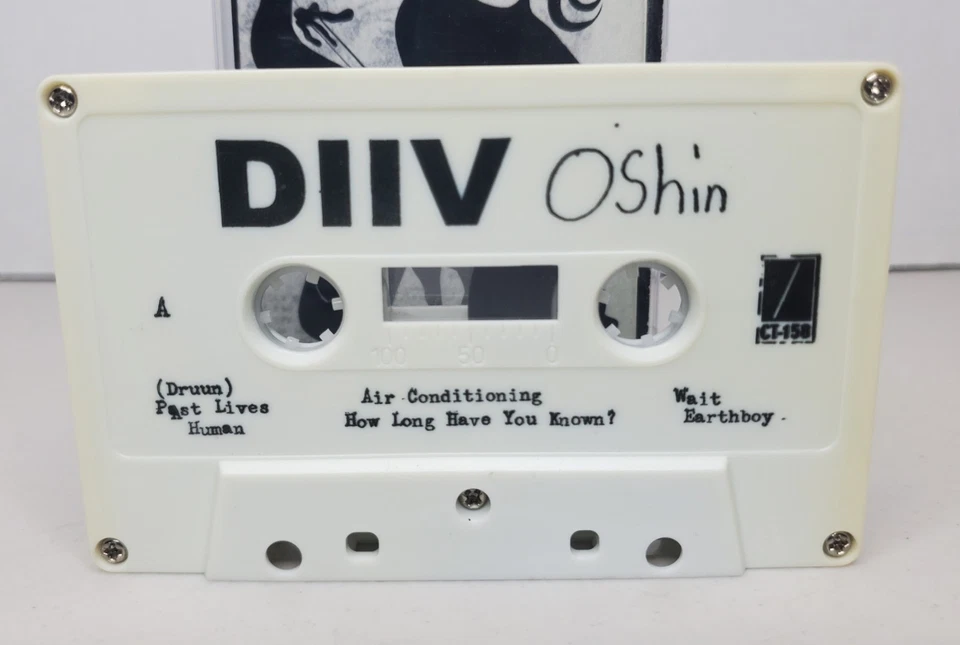 DIIV Oshin
A
CT-158
100 50 0
(Druun)
Past Lives
Human
Air Conditioning
How Long Have You Known?
Wait
Earthboy